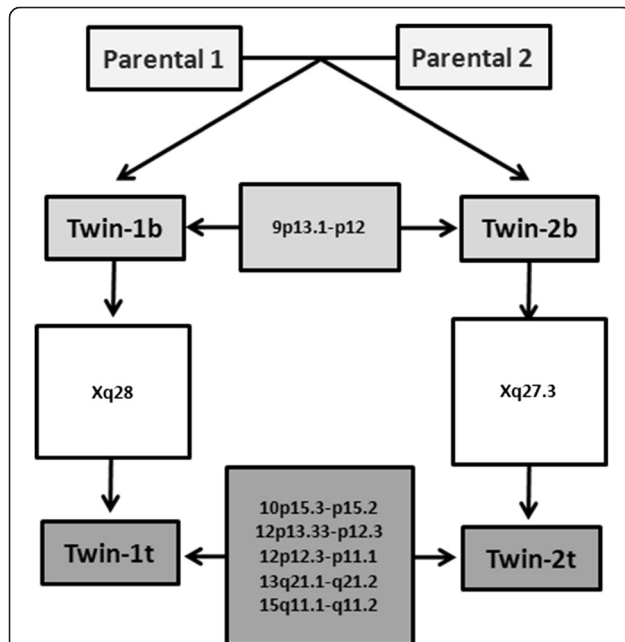 Parental 1
Parental 2
Twin-1b
9p13.1-p12
Twin-2b
Xq28
Xq27.3
10p15.3-p15.2
12p13.33-p12.3
12p12.3-p11.1
13q21.1-q21.2
15q11.1-q11.2
Twin-1t
Twin-2t